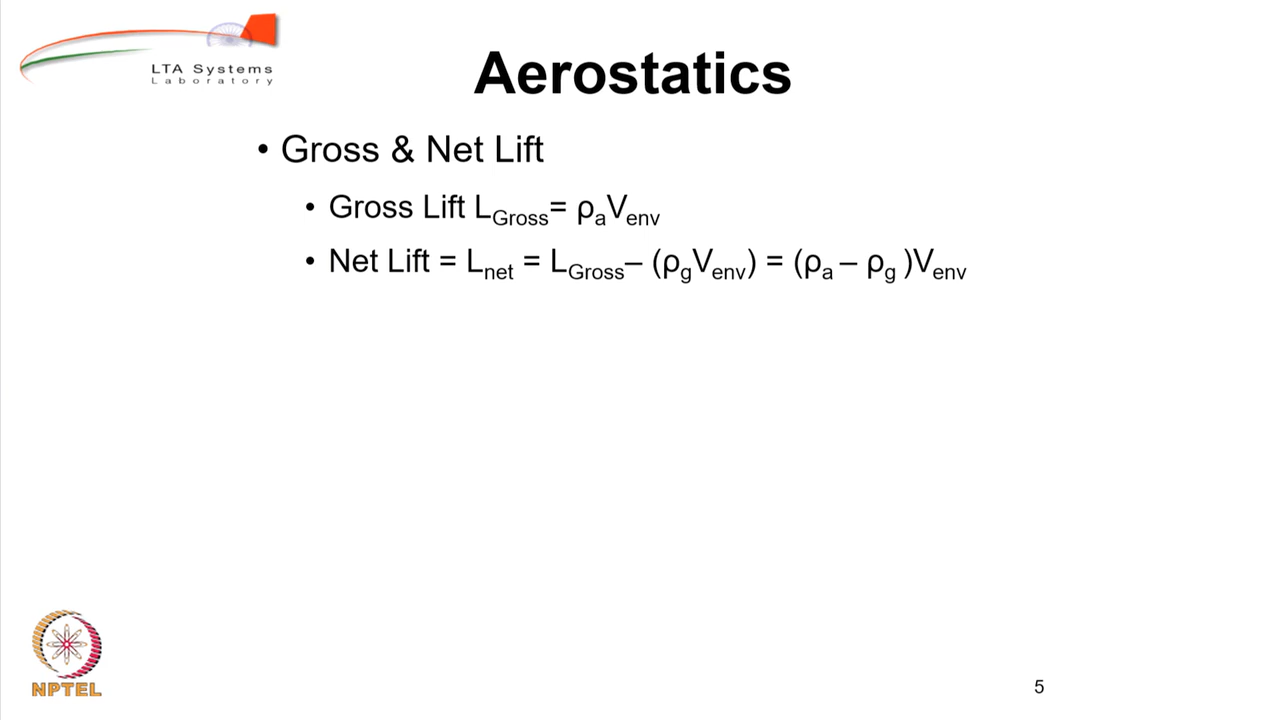 LTA Systems
Laboratory
Aerostatics
• Gross & Net Lift
• Gross Lift L_Gross= ρ_aV_env
• Net Lift = L_net = L_Gross– (ρ_gV_env) = (ρ_a – ρ_g )V_env
NPTEL
5